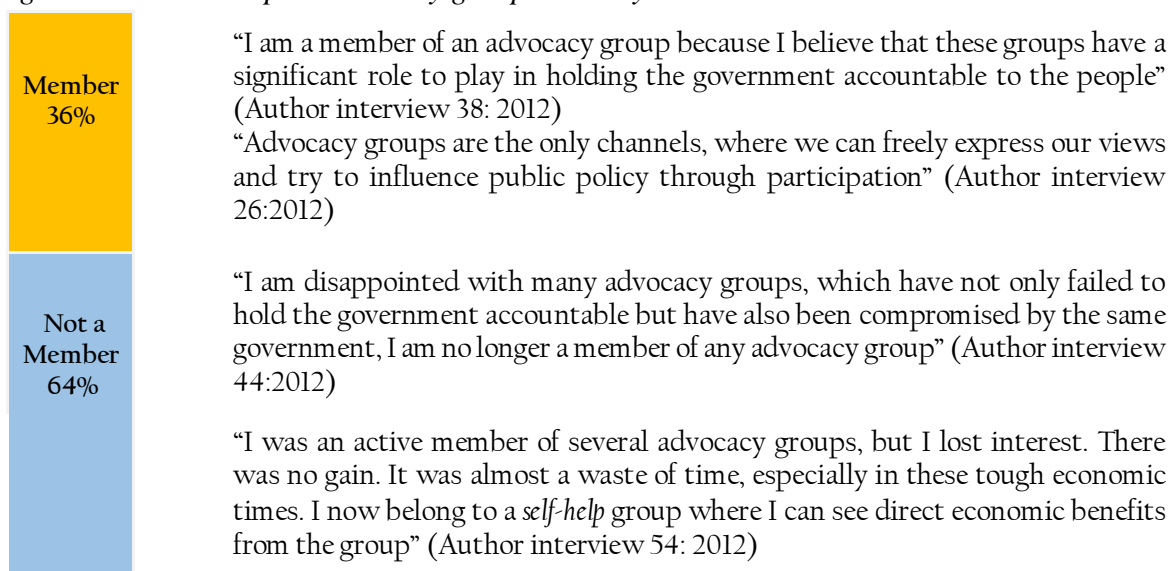 Member
36%
“I am a member of an advocacy group because I believe that these groups have a
significant role to play in holding the government accountable to the people”
(Author interview 38: 2012)
“Advocacy groups are the only channels, where we can freely express our views
and try to influence public policy through participation” (Author interview
26:2012)
Not a
Member
64%
“I am disappointed with many advocacy groups, which have not only failed to
hold the government accountable but have also been compromised by the same
government, I am no longer a member of any advocacy group” (Author interview
44:2012)
“I was an active member of several advocacy groups, but I lost interest. There
was no gain. It was almost a waste of time, especially in these tough economic
times. I now belong to a self-help group where I can see direct economic benefits
from the group” (Author interview 54: 2012)